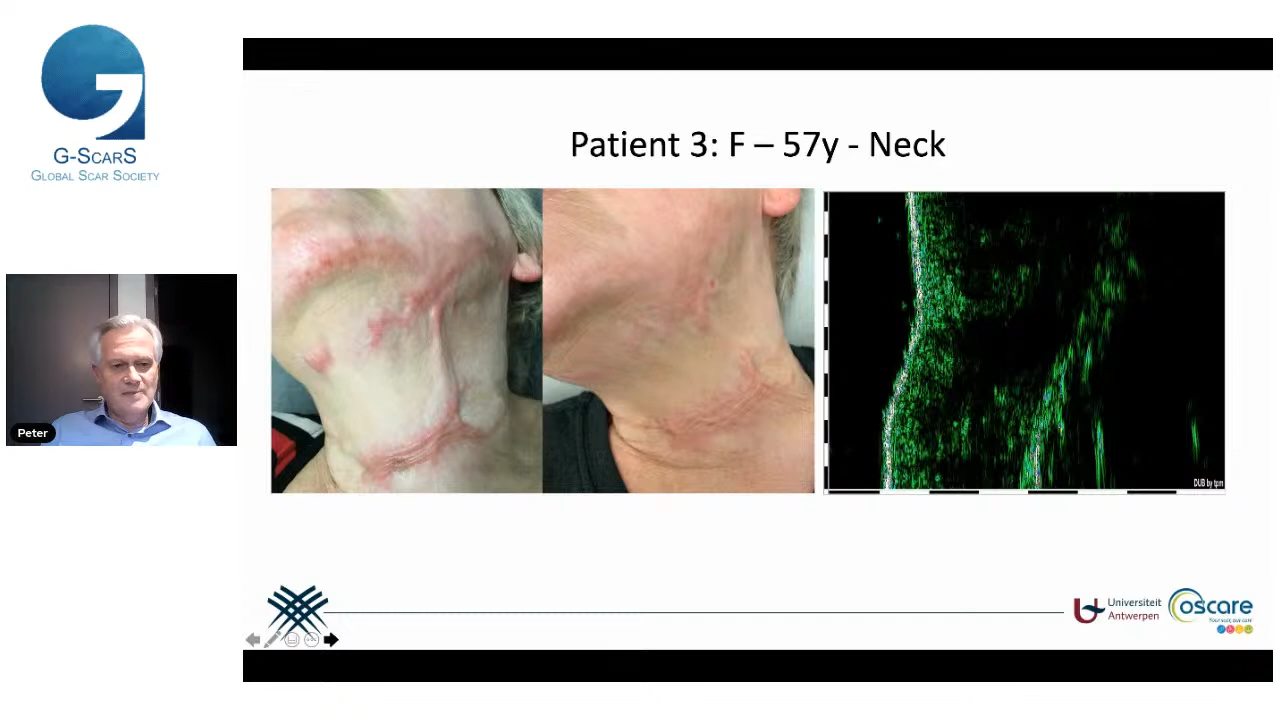 G-SCARS
GLOBAL SCAR SOCIETY
Patient 3: F – 57y - Neck
Peter
DUB by tpm
Universiteit
Antwerpen
oscare
Your scar, our care